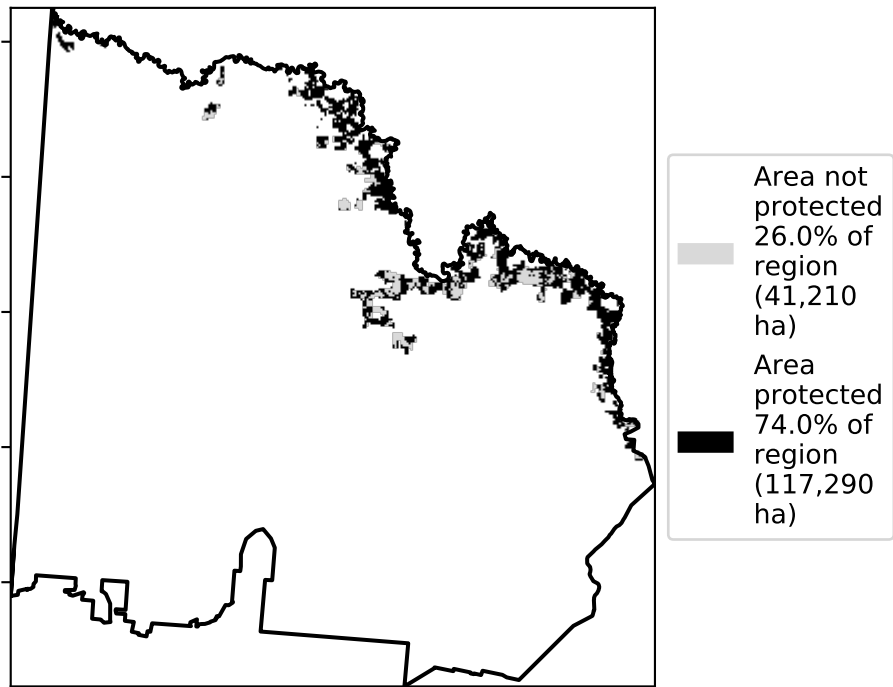 Area not
protected
26.0% of
region
(41,210
ha)
Area
protected
74.0% of
region
(117,290
ha)